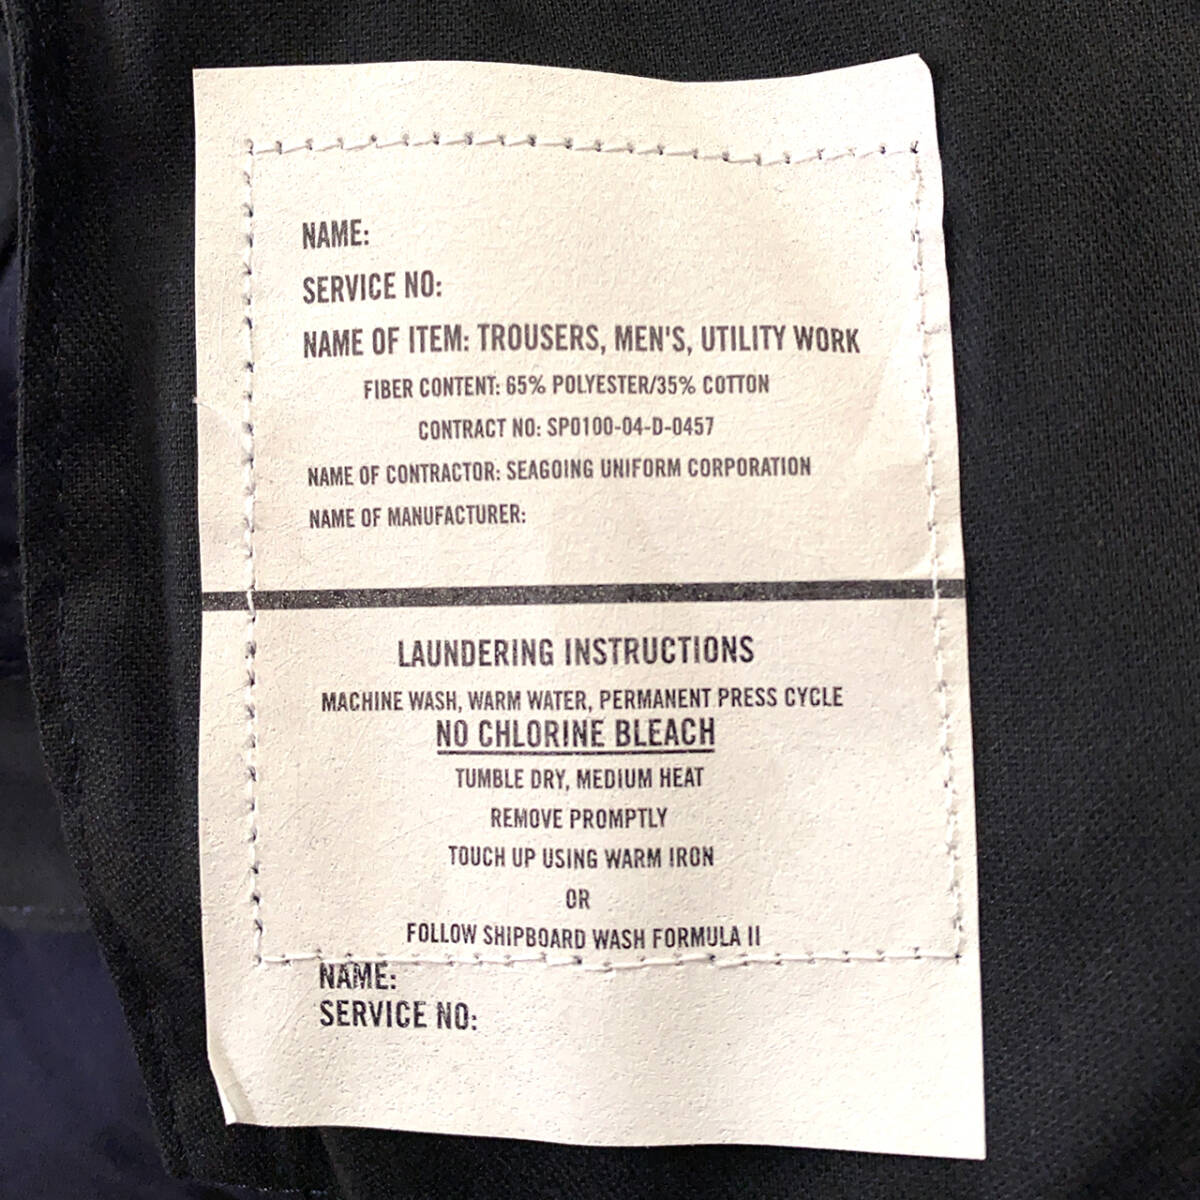 NAME:
SERVICE NO:
NAME OF ITEM: TROUSERS, MEN'S, UTILITY WORK
FIBER CONTENT: 65% POLYESTER/35% COTTON
CONTRACT NO: SP0100-04-D-0457
NAME OF CONTRACTOR: SEAGOING UNIFORM CORPORATION
NAME OF MANUFACTURER:
LAUNDERING INSTRUCTIONS
MACHINE WASH, WARM WATER, PERMANENT PRESS CYCLE
NO CHLORINE BLEACH
TUMBLE DRY, MEDIUM HEAT
REMOVE PROMPTLY
TOUCH UP USING WARM IRON
OR
FOLLOW SHIPBOARD WASH FORMULA II
NAME:
SERVICE NO: